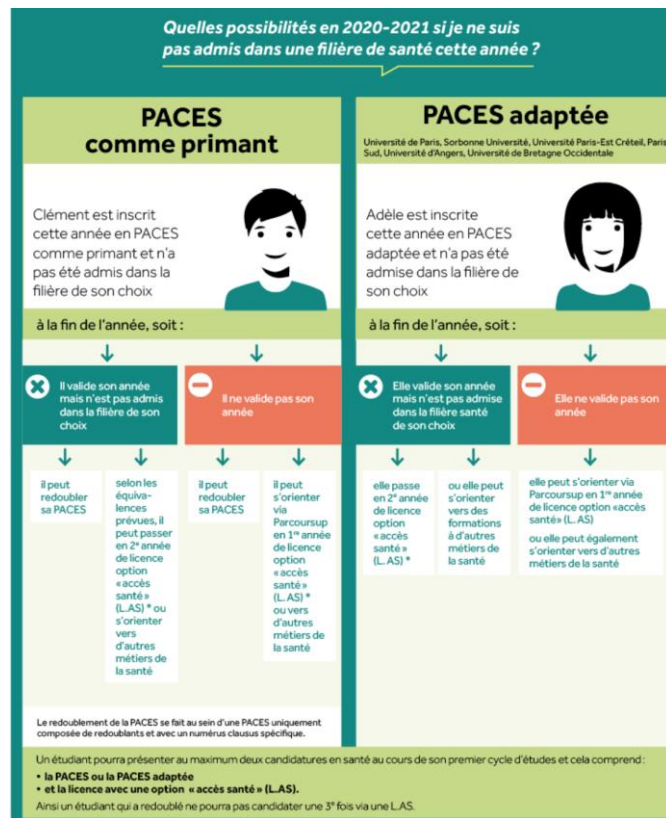 Quelles possibilités en 2020-2021 si je ne suis
pas admis dans une filière de santé cette année ?
PACES
comme primant
Clément est inscrit
cette année en PACES
comme primant et n'a
pas été admis dans la
filière de son choix
à la fin de l'année, soit :
Il valide son année
mais n'est pas admis
dans la filière de son
choix
Il ne valide pas son
année
il peut
redoubler
sa PACES
selon les
équiva-
lences
prévues, il
peut passer
en 2e année
de licence
option
« accès
santé »
(L.AS) * ou
s'orienter
vers
d'autres
métiers de
la santé
il peut
redoubler
sa PACES
il peut
s'orienter
via
Parcoursup
en 1re année
de licence
option
« accès
santé »
(L.AS) *
ou vers
d'autres
métiers de
la santé
Le redoublement de la PACES se fait au sein d'une PACES uniquement
composée de redoublants et avec un numérus clausus spécifique.
PACES adaptée
Université de Paris, Sorbonne Université, Université Paris-Est Créteil, Paris
Sud, Université d'Angers, Université de Bretagne Occidentale
Adèle est inscrite
cette année en PACES
adaptée et n'a pas été
admise dans la filière de
son choix
à la fin de l'année, soit :
Elle valide son année
mais n'est pas admise
dans la filière santé
de son choix
Elle ne valide pas son
année
elle passe
en 2e année
de licence
option
« accès
santé »
(L.AS) *
ou elle peut
s'orienter
vers des
formations
à d'autres
métiers de
la santé
elle peut s'orienter via
Parcoursup en 1re année
de licence option «accès
santé» (L.AS)
ou elle peut également
s'orienter vers d'autres
métiers de la santé
Un étudiant pourra présenter au maximum deux candidatures en santé au cours de son premier cycle d'études et cela comprend :
• la PACES ou la PACES adaptée
• et la licence avec une option « accès santé » (L.AS).
Ainsi un étudiant qui a redoublé ne pourra pas candidater une 3e fois via une L.AS.